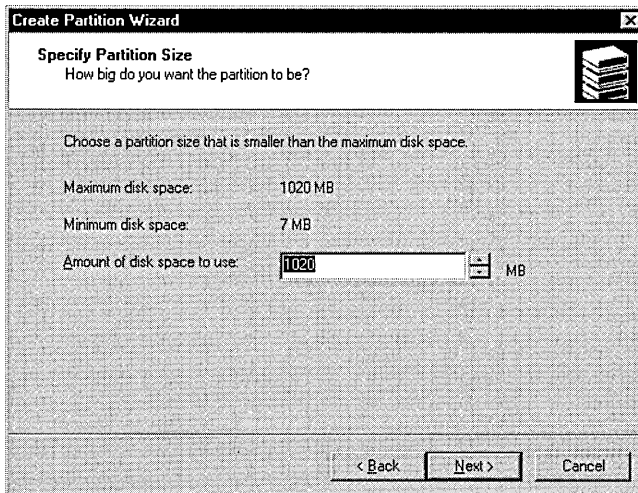 Create Partition Wizard
Specify Partition Size
How big do you want the partition to be?
Choose a partition size that is smaller than the maximum disk space.
Maximum disk space: 1020 MB
Minimum disk space: 7 MB
Amount of disk space to use: 1020 MB
< Back Next > Cancel